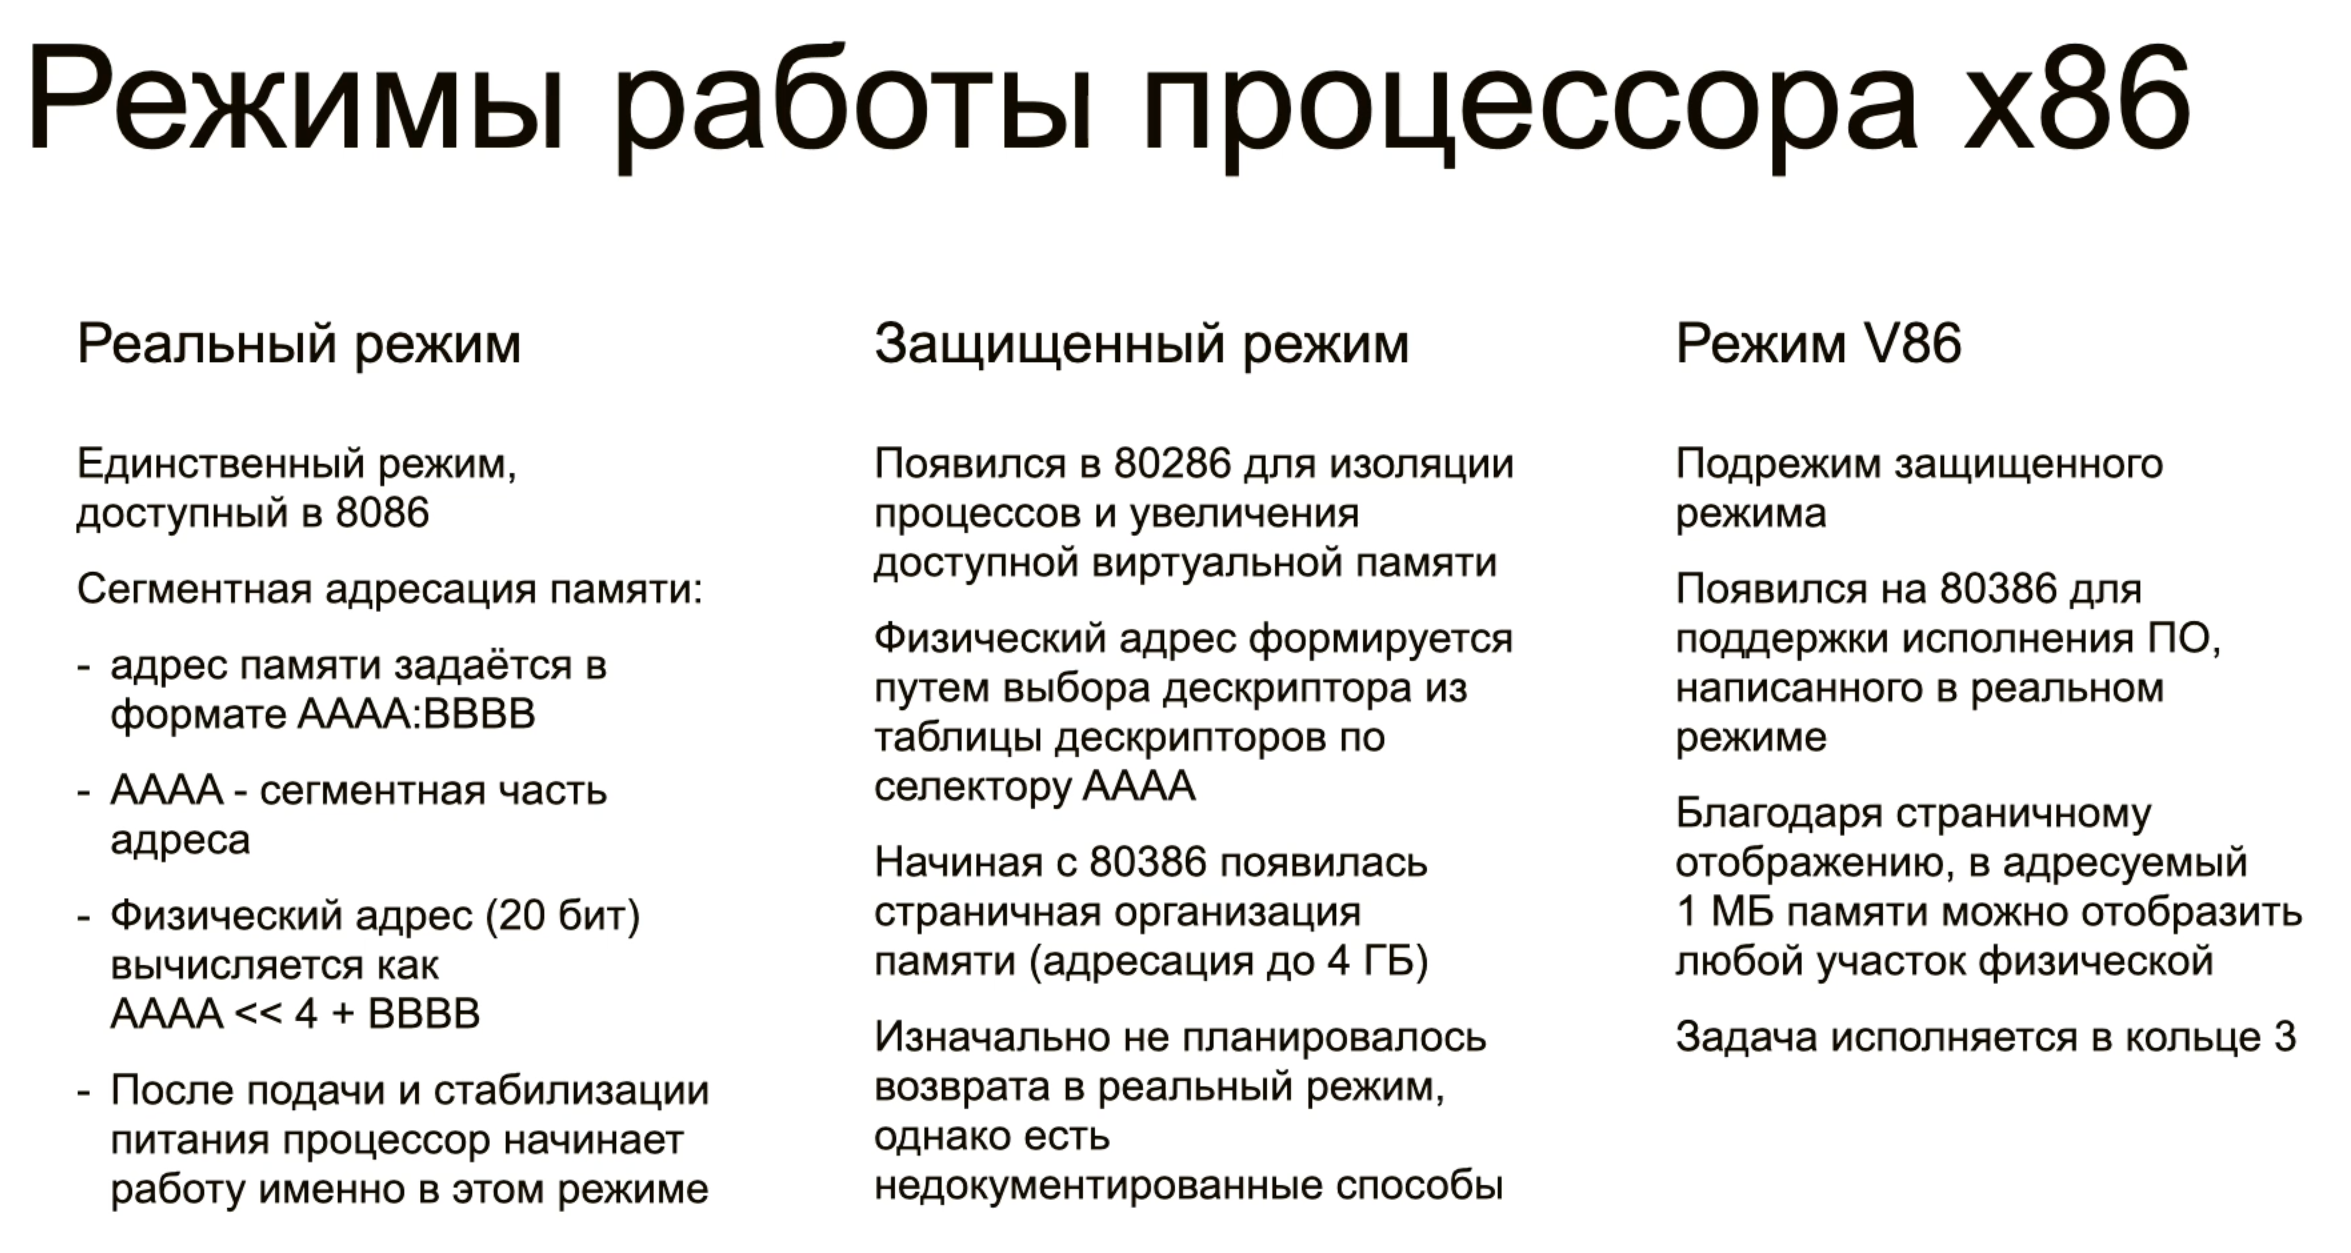 Режимы работы процессора x86
Реальный режим
Единственный режим,
доступный в 8086
Сегментная адресация памяти:
- адрес памяти задаётся в
формате AAAA:BBBB
- AAAA - сегментная часть
адреса
- Физический адрес (20 бит)
вычисляется как
AAAA << 4 + BBBB
- После подачи и стабилизации
питания процессор начинает
работу именно в этом режиме
Защищенный режим
Появился в 80286 для изоляции
процессов и увеличения
доступной виртуальной памяти
Физический адрес формируется
путем выбора дескриптора из
таблицы дескрипторов по
селектору AAAA
Начиная с 80386 появилась
страничная организация
памяти (адресация до 4 ГБ)
Изначально не планировалось
возврата в реальный режим,
однако есть
недокументированные способы
Режим V86
Подрежим защищенного
режима
Появился на 80386 для
поддержки исполнения ПО,
написанного в реальном
режиме
Благодаря страничному
отображению, в адресуемый
1 МБ памяти можно отобразить
любой участок физической
Задача исполняется в кольце 3